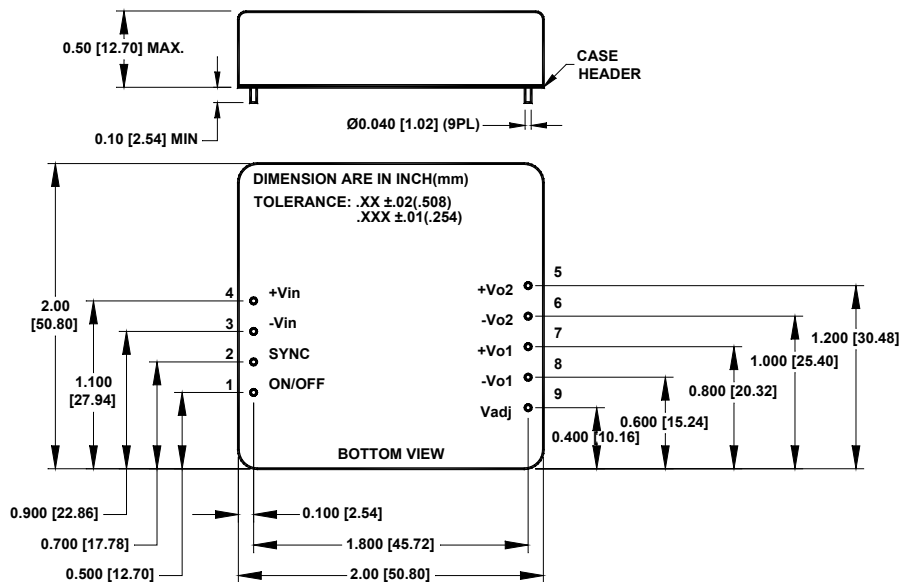 0.50 [12.70] MAX.
CASE
HEADER
Ø0.040 [1.02] (9PL)
0.10 [2.54] MIN
DIMENSION ARE IN INCH(mm)
TOLERANCE: .XX ±.02(.508)
.XXX ±.01(.254)
2.00
[50.80]
1.100
[27.94]
4 +Vin
3 -Vin
2 SYNC
1 ON/OFF
+Vo2 5
-Vo2 6
+Vo1 7
-Vo1 8
Vadj 9
1.200 [30.48]
1.000 [25.40]
0.800 [20.32]
0.600 [15.24]
0.400 [10.16]
BOTTOM VIEW
0.900 [22.86]
0.100 [2.54]
0.700 [17.78]
1.800 [45.72]
0.500 [12.70]
2.00 [50.80]